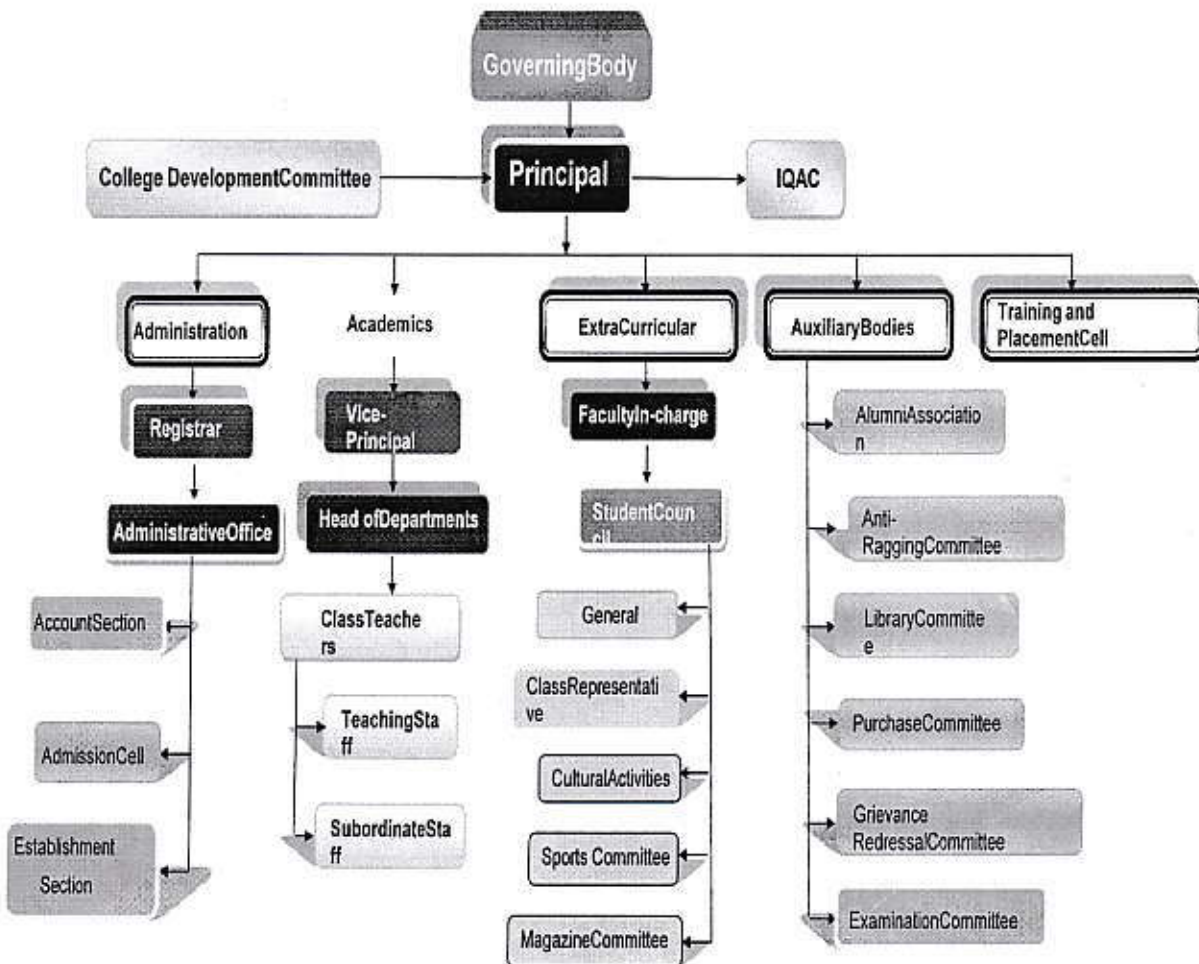 GoverningBody
College DevelopmentCommittee
Principal
IQAC
Administration
Academics
ExtraCurricular
AuxiliaryBodies
Training and
PlacementCell
Registrar
Vice-
Principal
FacultyIn-charge
AlumniAssociatio
n
AdministrativeOffice
Head ofDepartments
StudentCoun
cil
Anti-
RaggingCommittee
AccountSection
ClassTeache
rs
General
LibraryCommitte
e
ClassRepresentat
ive
TeachingSta
ff
PurchaseCommittee
AdmissionCell
CulturalActivities
SubordinateSta
ff
Grievance
RedressalCommittee
Establishment
Section
Sports Committee
MagazineCommittee
ExaminationCommittee